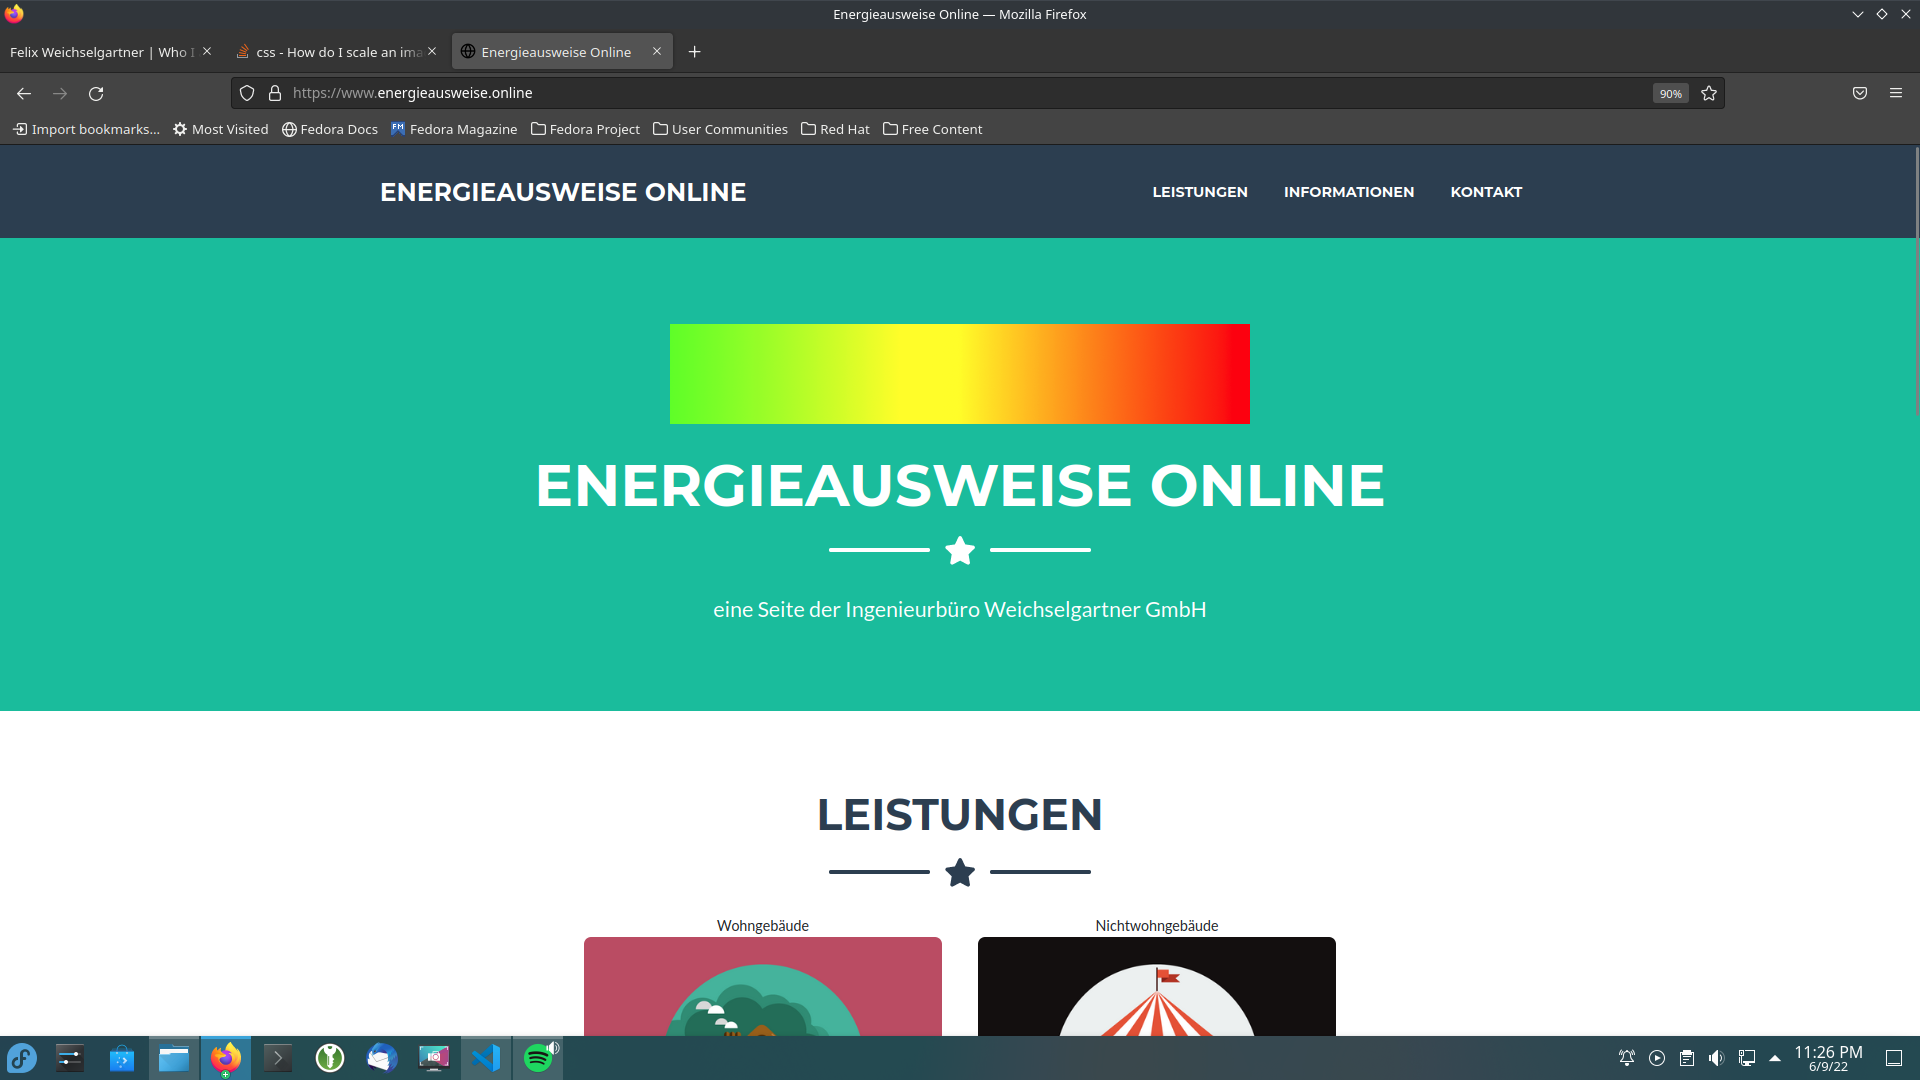 Energieausweise Online — Mozilla Firefox
Felix Weichselgartner | Who I
css - How do I scale an ima
Energieausweise Online
https://www.energieausweise.online
90%
Import bookmarks...
Most Visited
Fedora Docs
FM
Fedora Magazine
Fedora Project
User Communities
Red Hat
Free Content
ENERGIEAUSWEISE ONLINE
LEISTUNGEN
INFORMATIONEN
KONTAKT
ENERGIEAUSWEISE ONLINE
eine Seite der Ingenieurbüro Weichselgartner GmbH
LEISTUNGEN
Wohngebäude
Nichtwohngebäude
11:26 PM
6/9/22